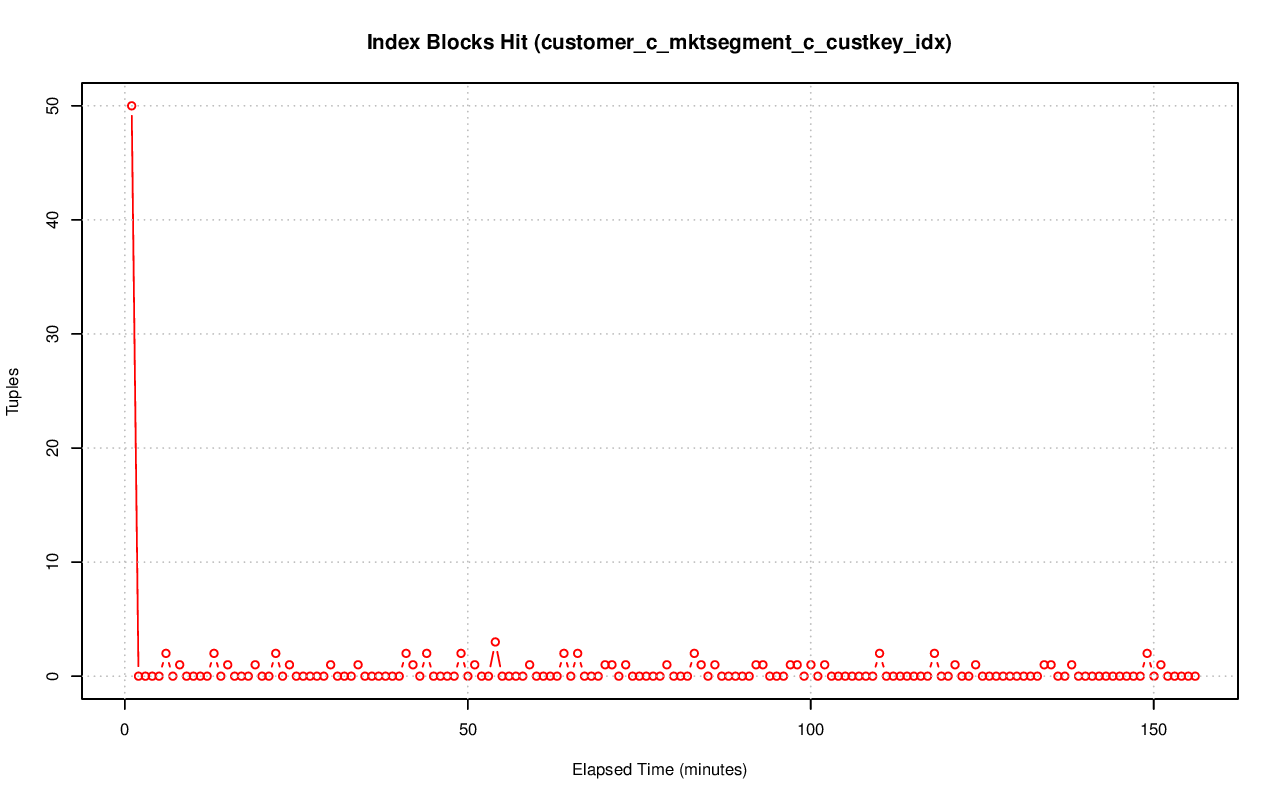 Index Blocks Hit (customer_c_mktsegment_c_custkey_idx)
50
40
30
20
10
0
Tuples
0 50 100 150
Elapsed Time (minutes)